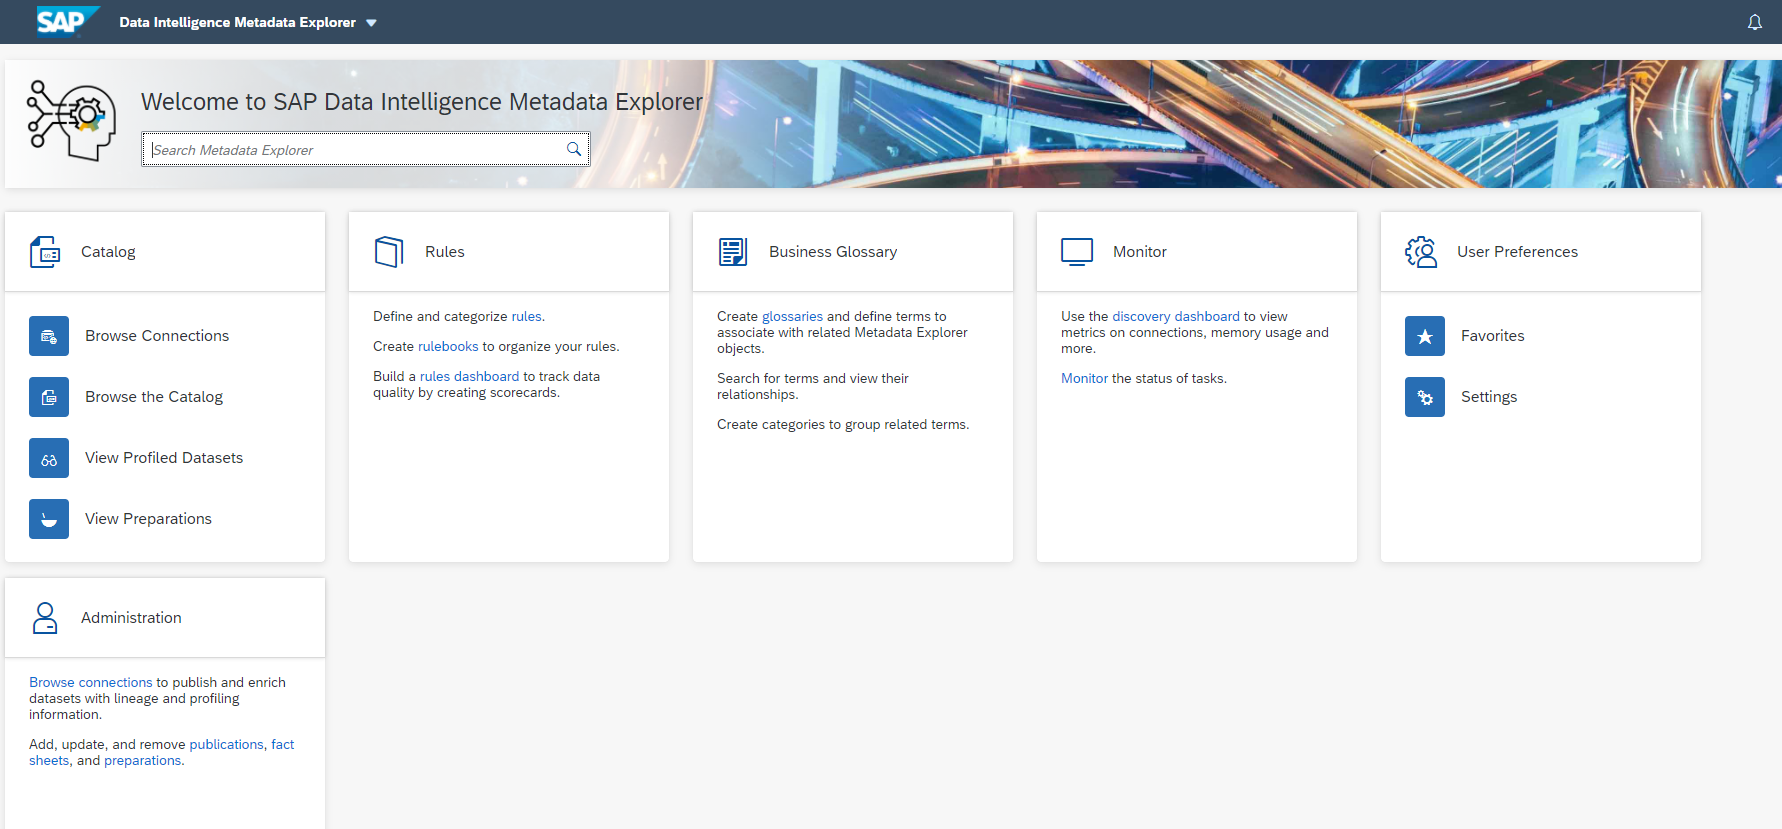 SAP Data Intelligence Metadata Explorer
Welcome to SAP Data Intelligence Metadata Explorer
Search Metadata Explorer
Catalog
Browse Connections
Browse the Catalog
View Profiled Datasets
View Preparations
Rules
Define and categorize rules.
Create rulebooks to organize your rules.
Build a rules dashboard to track data
quality by creating scorecards.
Business Glossary
Create glossaries and define terms to
associate with related Metadata Explorer
objects.
Search for terms and view their
relationships.
Create categories to group related terms.
Monitor
Use the discovery dashboard to view
metrics on connections, memory usage and
more.
Monitor the status of tasks.
User Preferences
Favorites
Settings
Administration
Browse connections to publish and enrich
datasets with lineage and profiling
information.
Add, update, and remove publications, fact
sheets, and preparations.